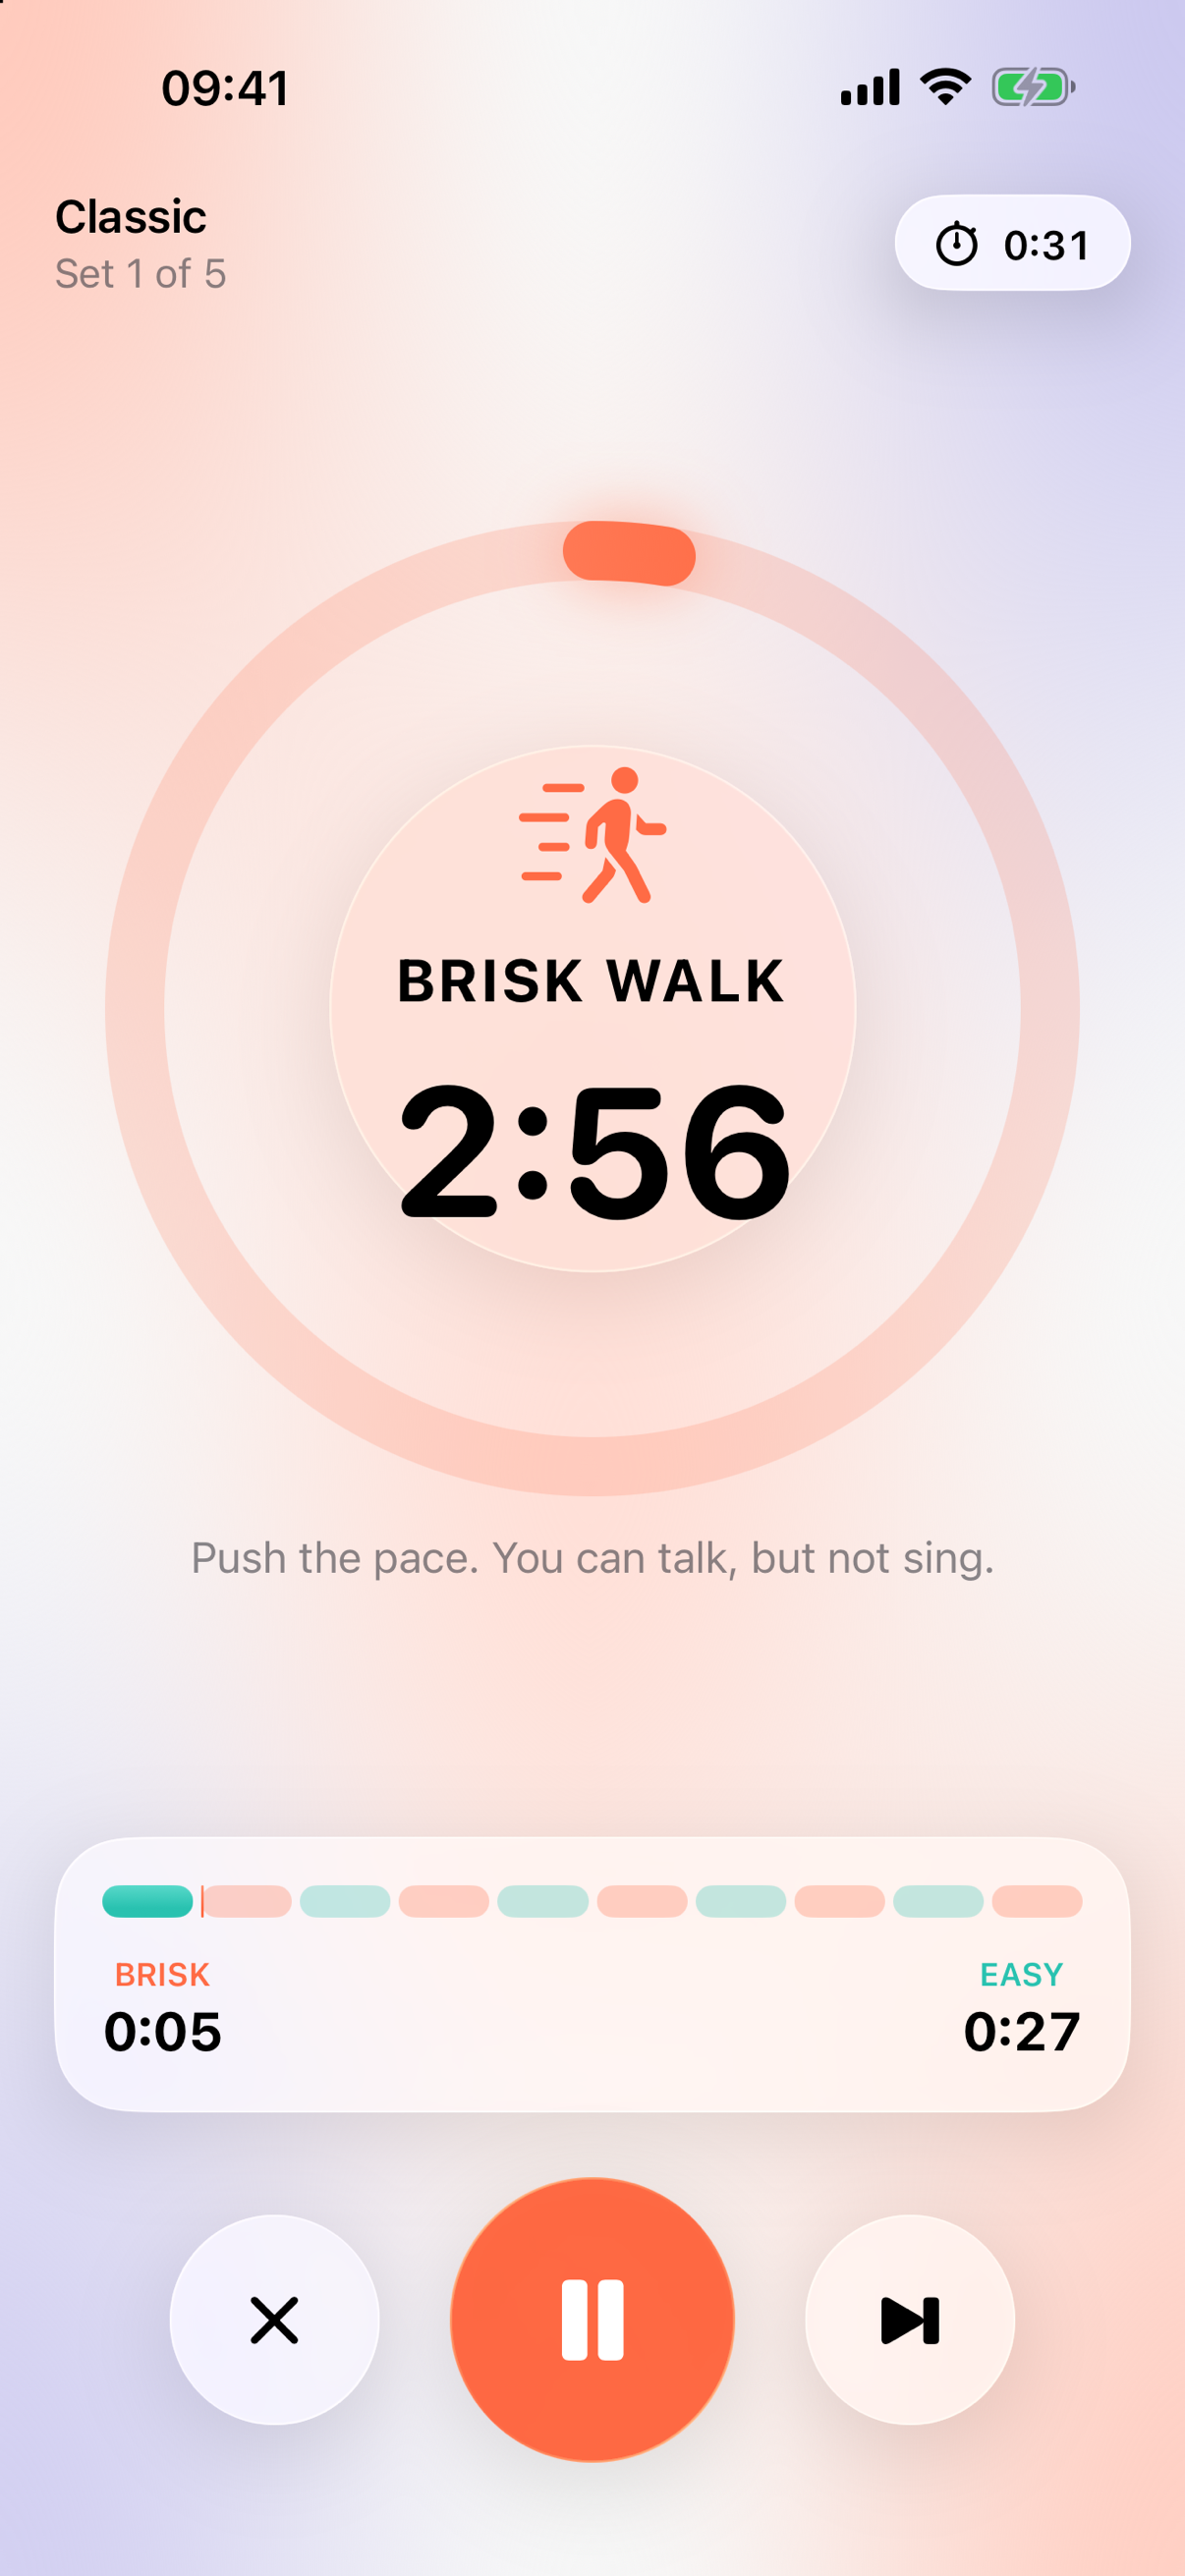 09:41
Classic
Set 1 of 5
0:31
BRISK WALK
2:56
Push the pace. You can talk, but not sing.
BRISK
EASY
0:05
0:27